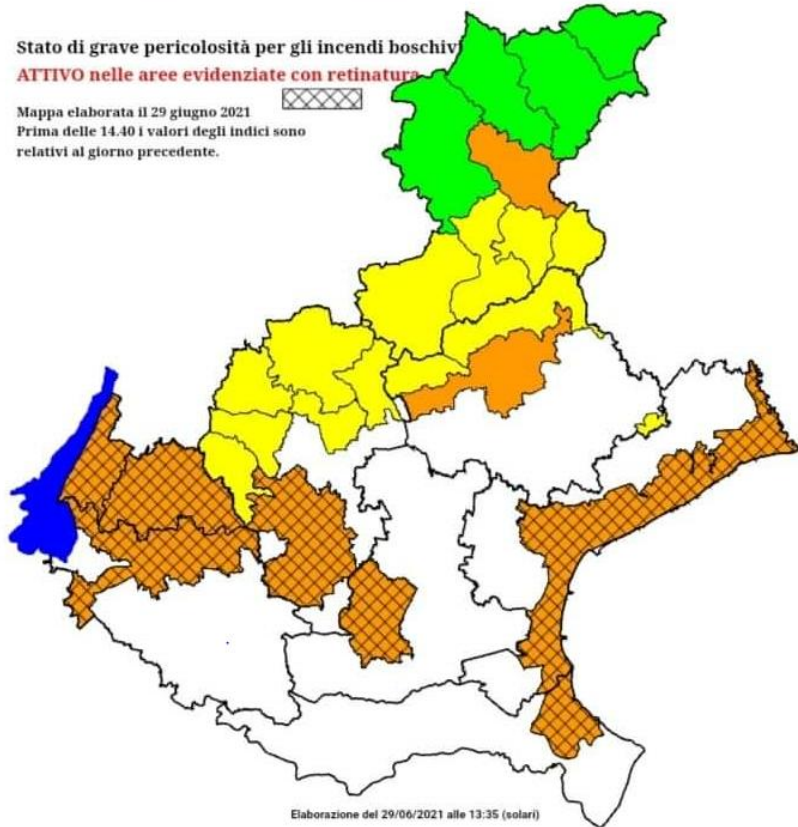 Stato di grave pericolosità per gli incendi boschiv
ATTIVO nelle aree evidenziate con retinatura
Mappa elaborata il 29 giugno 2021
Prima delle 14.40 i valori degli indici sono
relativi al giorno precedente.
Elaborazione del 29/06/2021 alle 13:35 (solari)